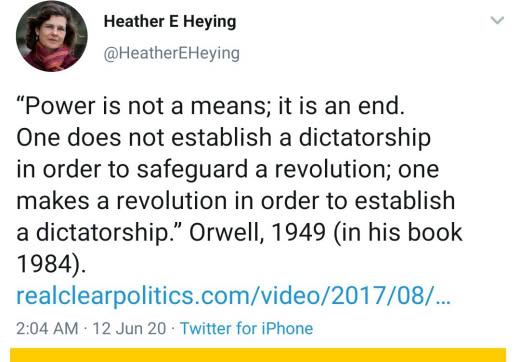 Heather E Heying
@HeatherEHeying
“Power is not a means; it is an end.
One does not establish a dictatorship
in order to safeguard a revolution; one
makes a revolution in order to establish
a dictatorship.” Orwell, 1949 (in his book
1984).
realclearpolitics.com/video/2017/08/…
2:04 AM · 12 Jun 20 · Twitter for iPhone